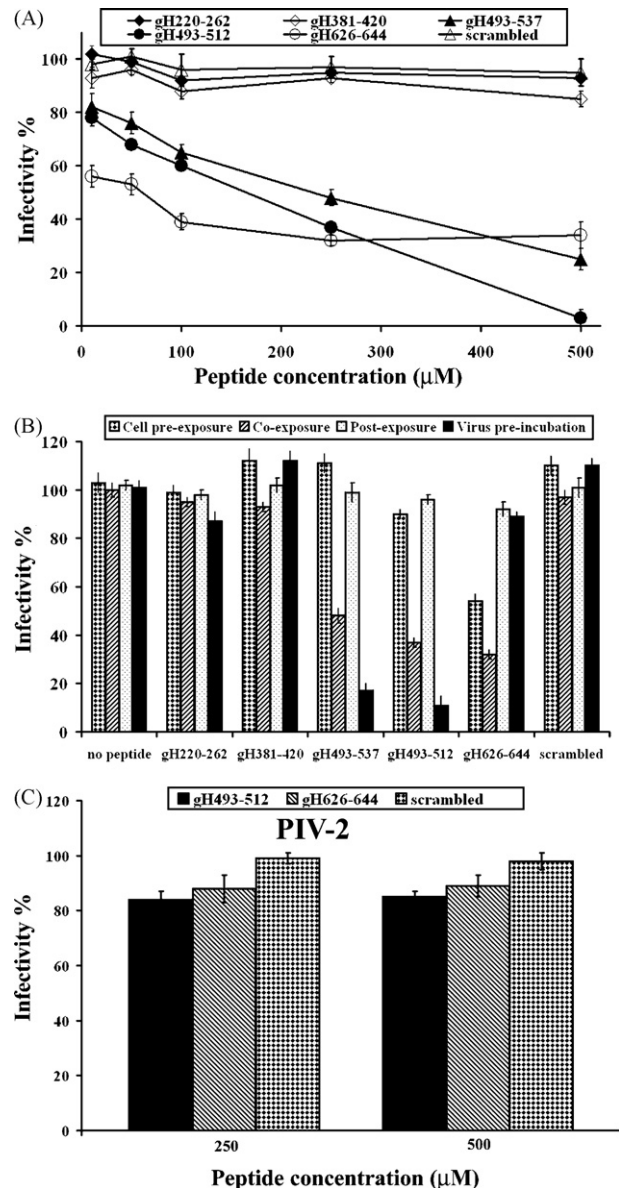 (A)
gH220-262 gH381-420 gH493-537
gH493-512 gH626-644 scrambled
100
80
60
40
20
0
Infectivity %
0 100 200 300 400 500
Peptide concentration (μM)
(B)
Cell pre-exposure Co-exposure Post-exposure Virus pre-incubation
120
100
80
60
40
20
0
Infectivity %
no peptide gH220-262 gH381-420 gH493-537 gH493-512 gH626-644 scrambled
(C)
gH493-512 gH626-644 scrambled
PIV-2
120
100
80
60
40
20
0
Infectivity %
250 500
Peptide concentration (μM)